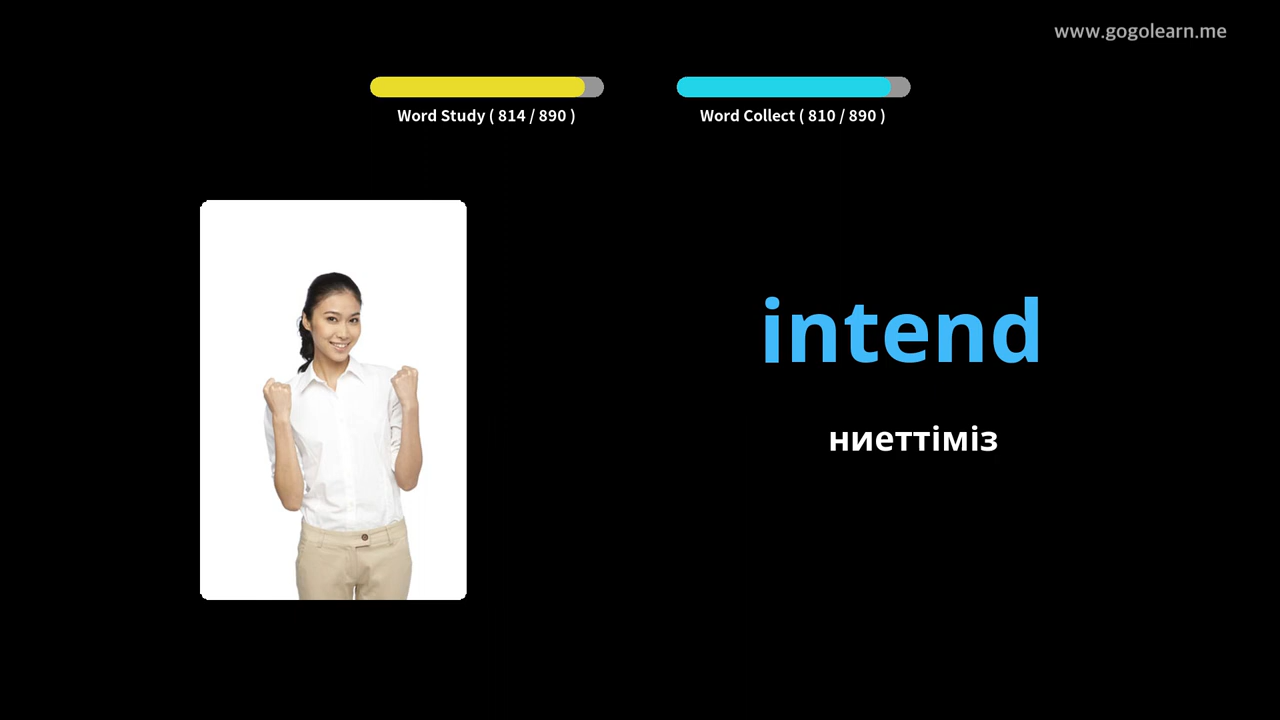 www.gogolearn.me
Word Study ( 814 / 890 )
Word Collect ( 810 / 890 )
intend
ниеттіміз